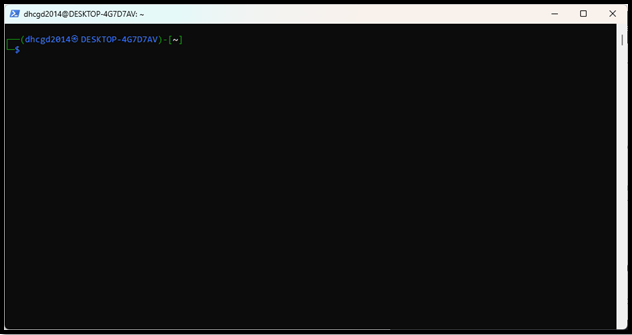 dhcgd2014@DESKTOP-4G7D7AV: ~
┌──(dhcgd2014㉿DESKTOP-4G7D7AV)-[~]
└─$